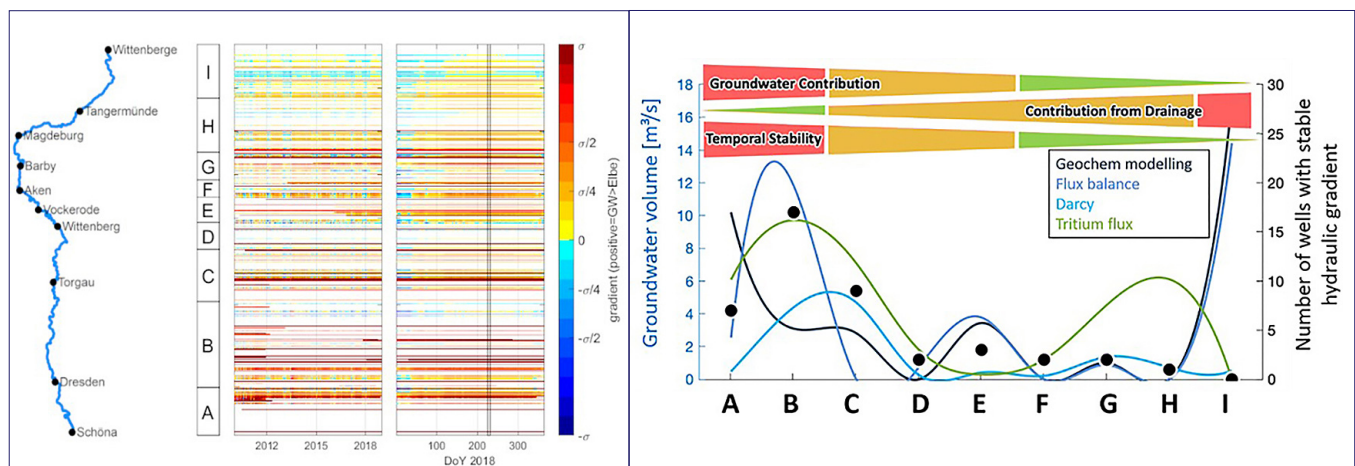 Wittenberge
Tangermünde
Magdeburg
Barby
Aken
Vockerode
Wittenberg
Torgau
Dresden
Schöna
I
H
G
F
E
D
C
B
A
2012
2015
2018
100
200
300
DoY 2018
σ
σ/2
σ/4
0
-σ/4
-σ/2
-σ
gradient (positive=GW>Elbe)
Groundwater Contribution
Contribution from Drainage
Temporal Stability
Geochem modelling
Flux balance
Darcy
Tritium flux
Groundwater volume [m³/s]
18
16
14
12
10
8
6
4
2
0
30
25
20
15
10
5
0
Number of wells with stable
hydraulic gradient
A B C D E F G H I